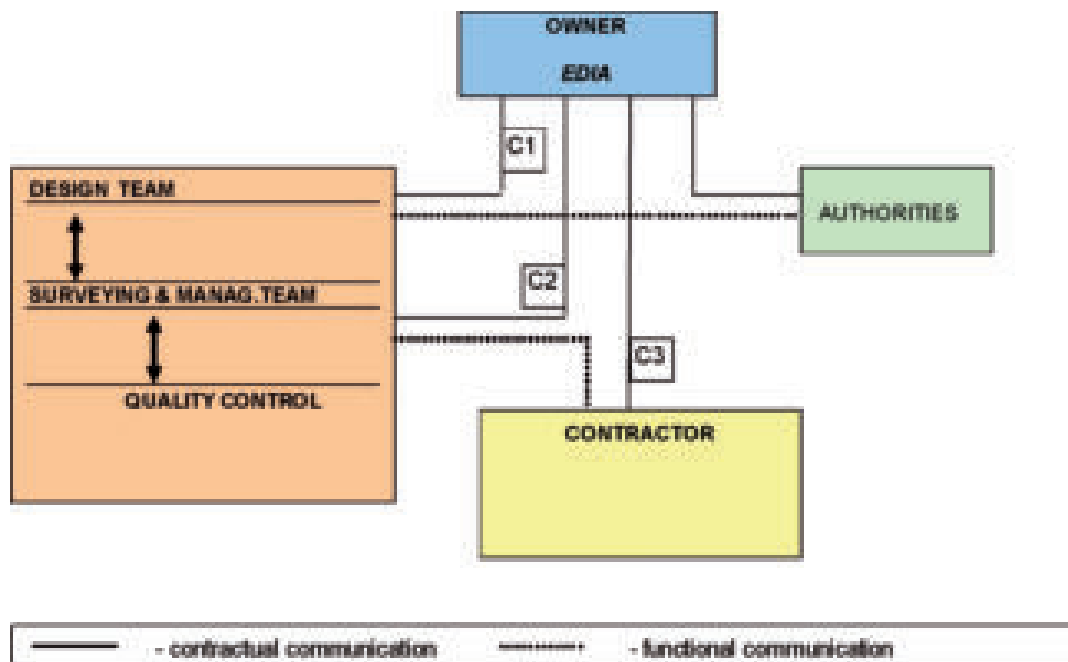 OWNER
EDIA
C1
DESIGN TEAM
AUTHORITIES
C2
SURVEYING & MANAG.TEAM
C3
QUALITY CONTROL
CONTRACTOR
- contractual communication - functional communication